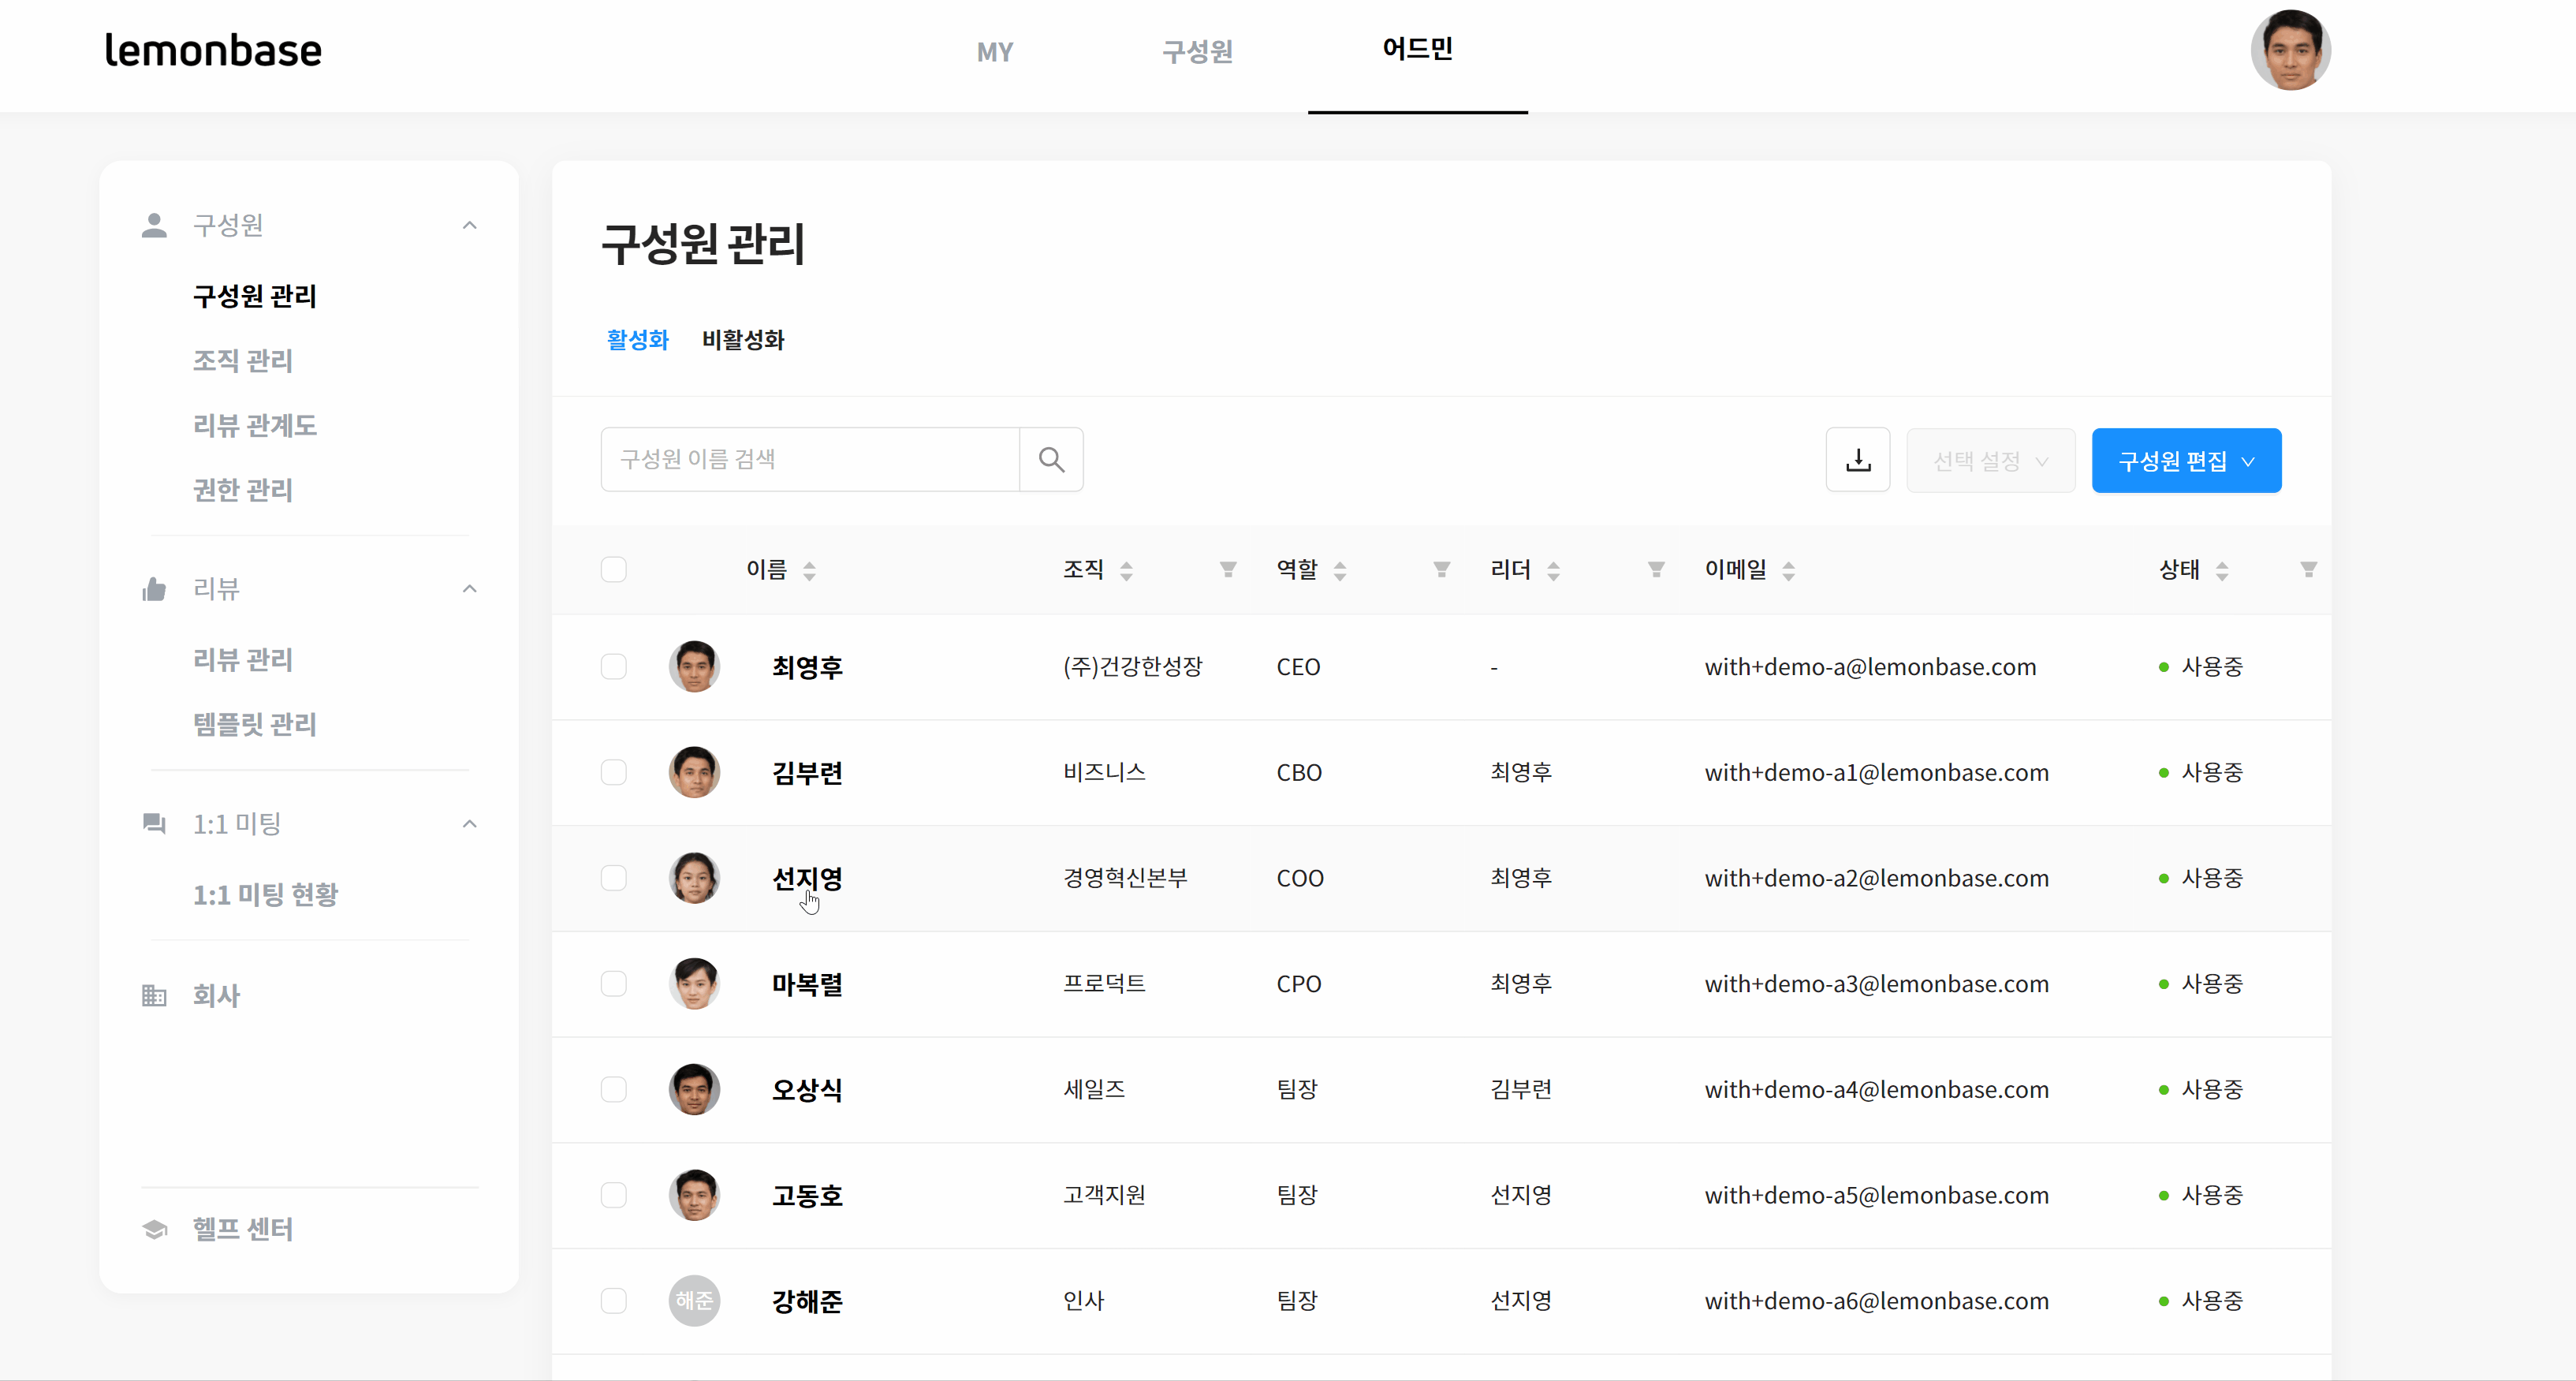 lemonbase
MY
구성원
어드민
구성원
구성원 관리
조직 관리
리뷰 관계도
권한 관리
리뷰
리뷰 관리
템플릿 관리
1:1 미팅
1:1 미팅 현황
회사
헬프 센터
구성원 관리
활성화 비활성화
구성원 이름 검색
선택 설정
구성원 편집
이름 조직 역할 리더 이메일 상태
최영후 (주)건강한성장 CEO - with+demo-a@lemonbase.com 사용중
김부련 비즈니스 CBO 최영후 with+demo-a1@lemonbase.com 사용중
선지영 경영혁신본부 COO 최영후 with+demo-a2@lemonbase.com 사용중
마복렬 프로덕트 CPO 최영후 with+demo-a3@lemonbase.com 사용중
오상식 세일즈 팀장 김부련 with+demo-a4@lemonbase.com 사용중
고동호 고객지원 팀장 선지영 with+demo-a5@lemonbase.com 사용중
해준 강해준 인사 팀장 선지영 with+demo-a6@lemonbase.com 사용중